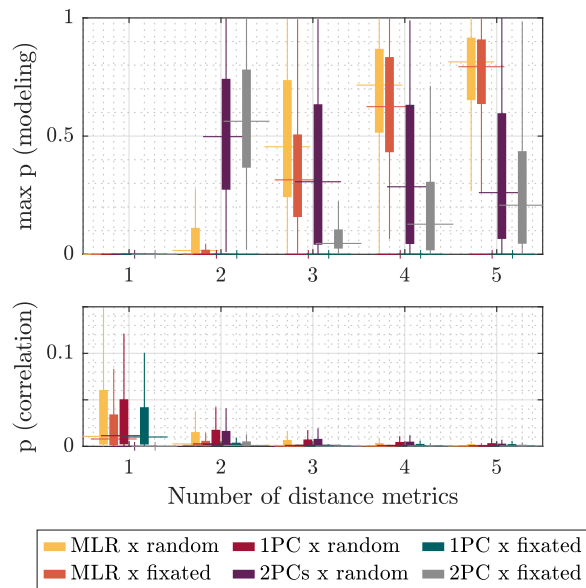 1
0.5
0
max p (modeling)
1 2 3 4 5
0.1
0
p (correlation)
1 2 3 4 5
Number of distance metrics
MLR x random 1PC x random 1PC x fixated
MLR x fixated 2PCs x random 2PC x fixated